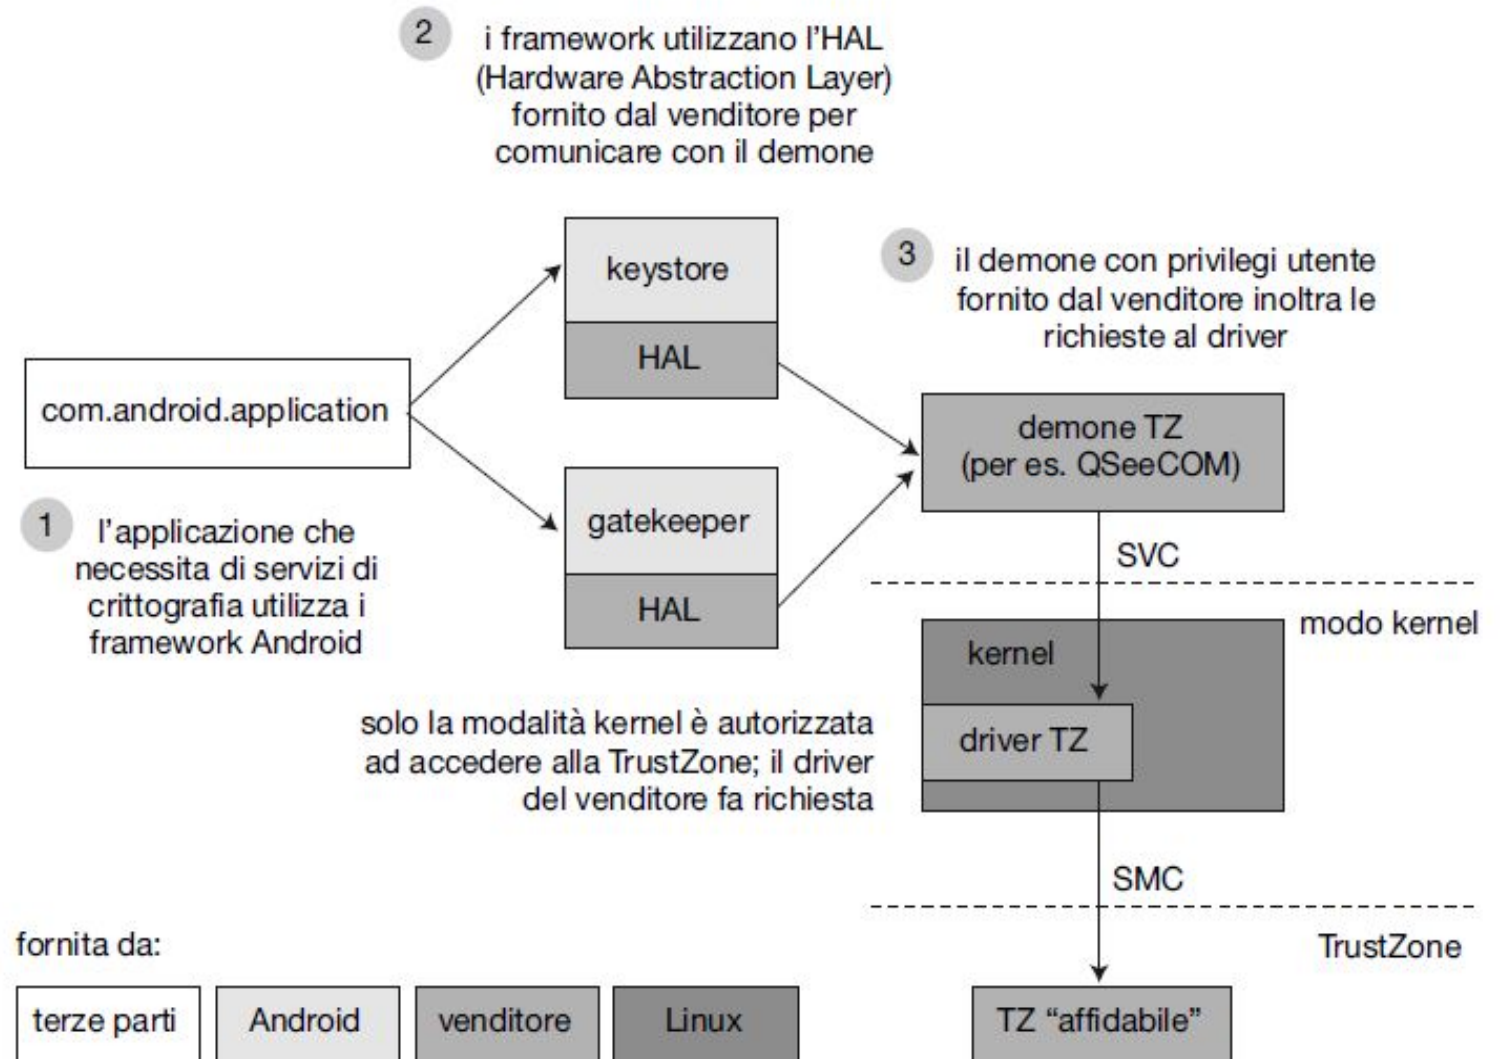 2
i framework utilizzano l'HAL
(Hardware Abstraction Layer)
fornito dal venditore per
comunicare con il demone
keystore
HAL
3
il demone con privilegi utente
fornito dal venditore inoltra le
richieste al driver
com.android.application
demone TZ
(per es. QSeeCOM)
1
l'applicazione che
necessita di servizi di
crittografia utilizza i
framework Android
gatekeeper
HAL
SVC
modo kernel
kernel
driver TZ
solo la modalità kernel è autorizzata
ad accedere alla TrustZone; il driver
del venditore fa richiesta
SMC
TrustZone
fornita da:
terze parti
Android
venditore
Linux
TZ “affidabile”